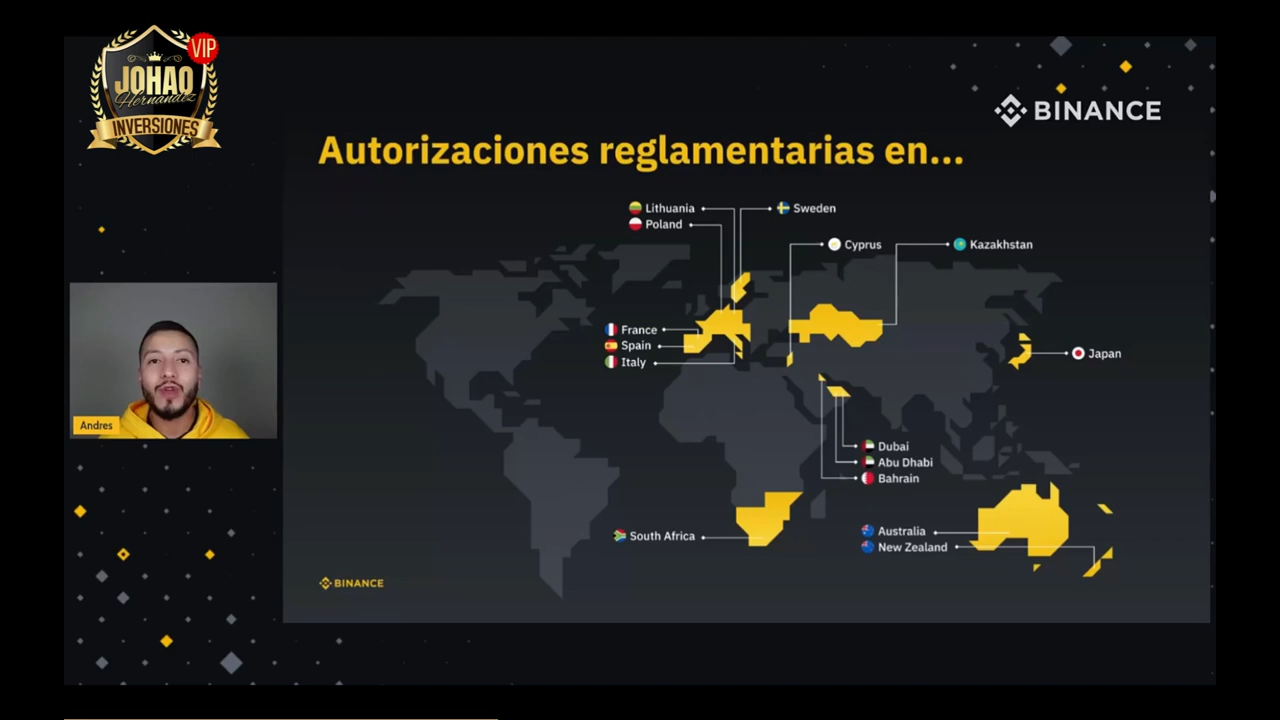 VIP
JOHAO
Hernandez
INVERSIONES
BINANCE
Autorizaciones reglamentarias en...
Lithuania
Sweden
Poland
Cyprus
Kazakhstan
France
Spain
Italy
Japan
Andres
Dubai
Abu Dhabi
Bahrain
South Africa
Australia
New Zealand
BINANCE